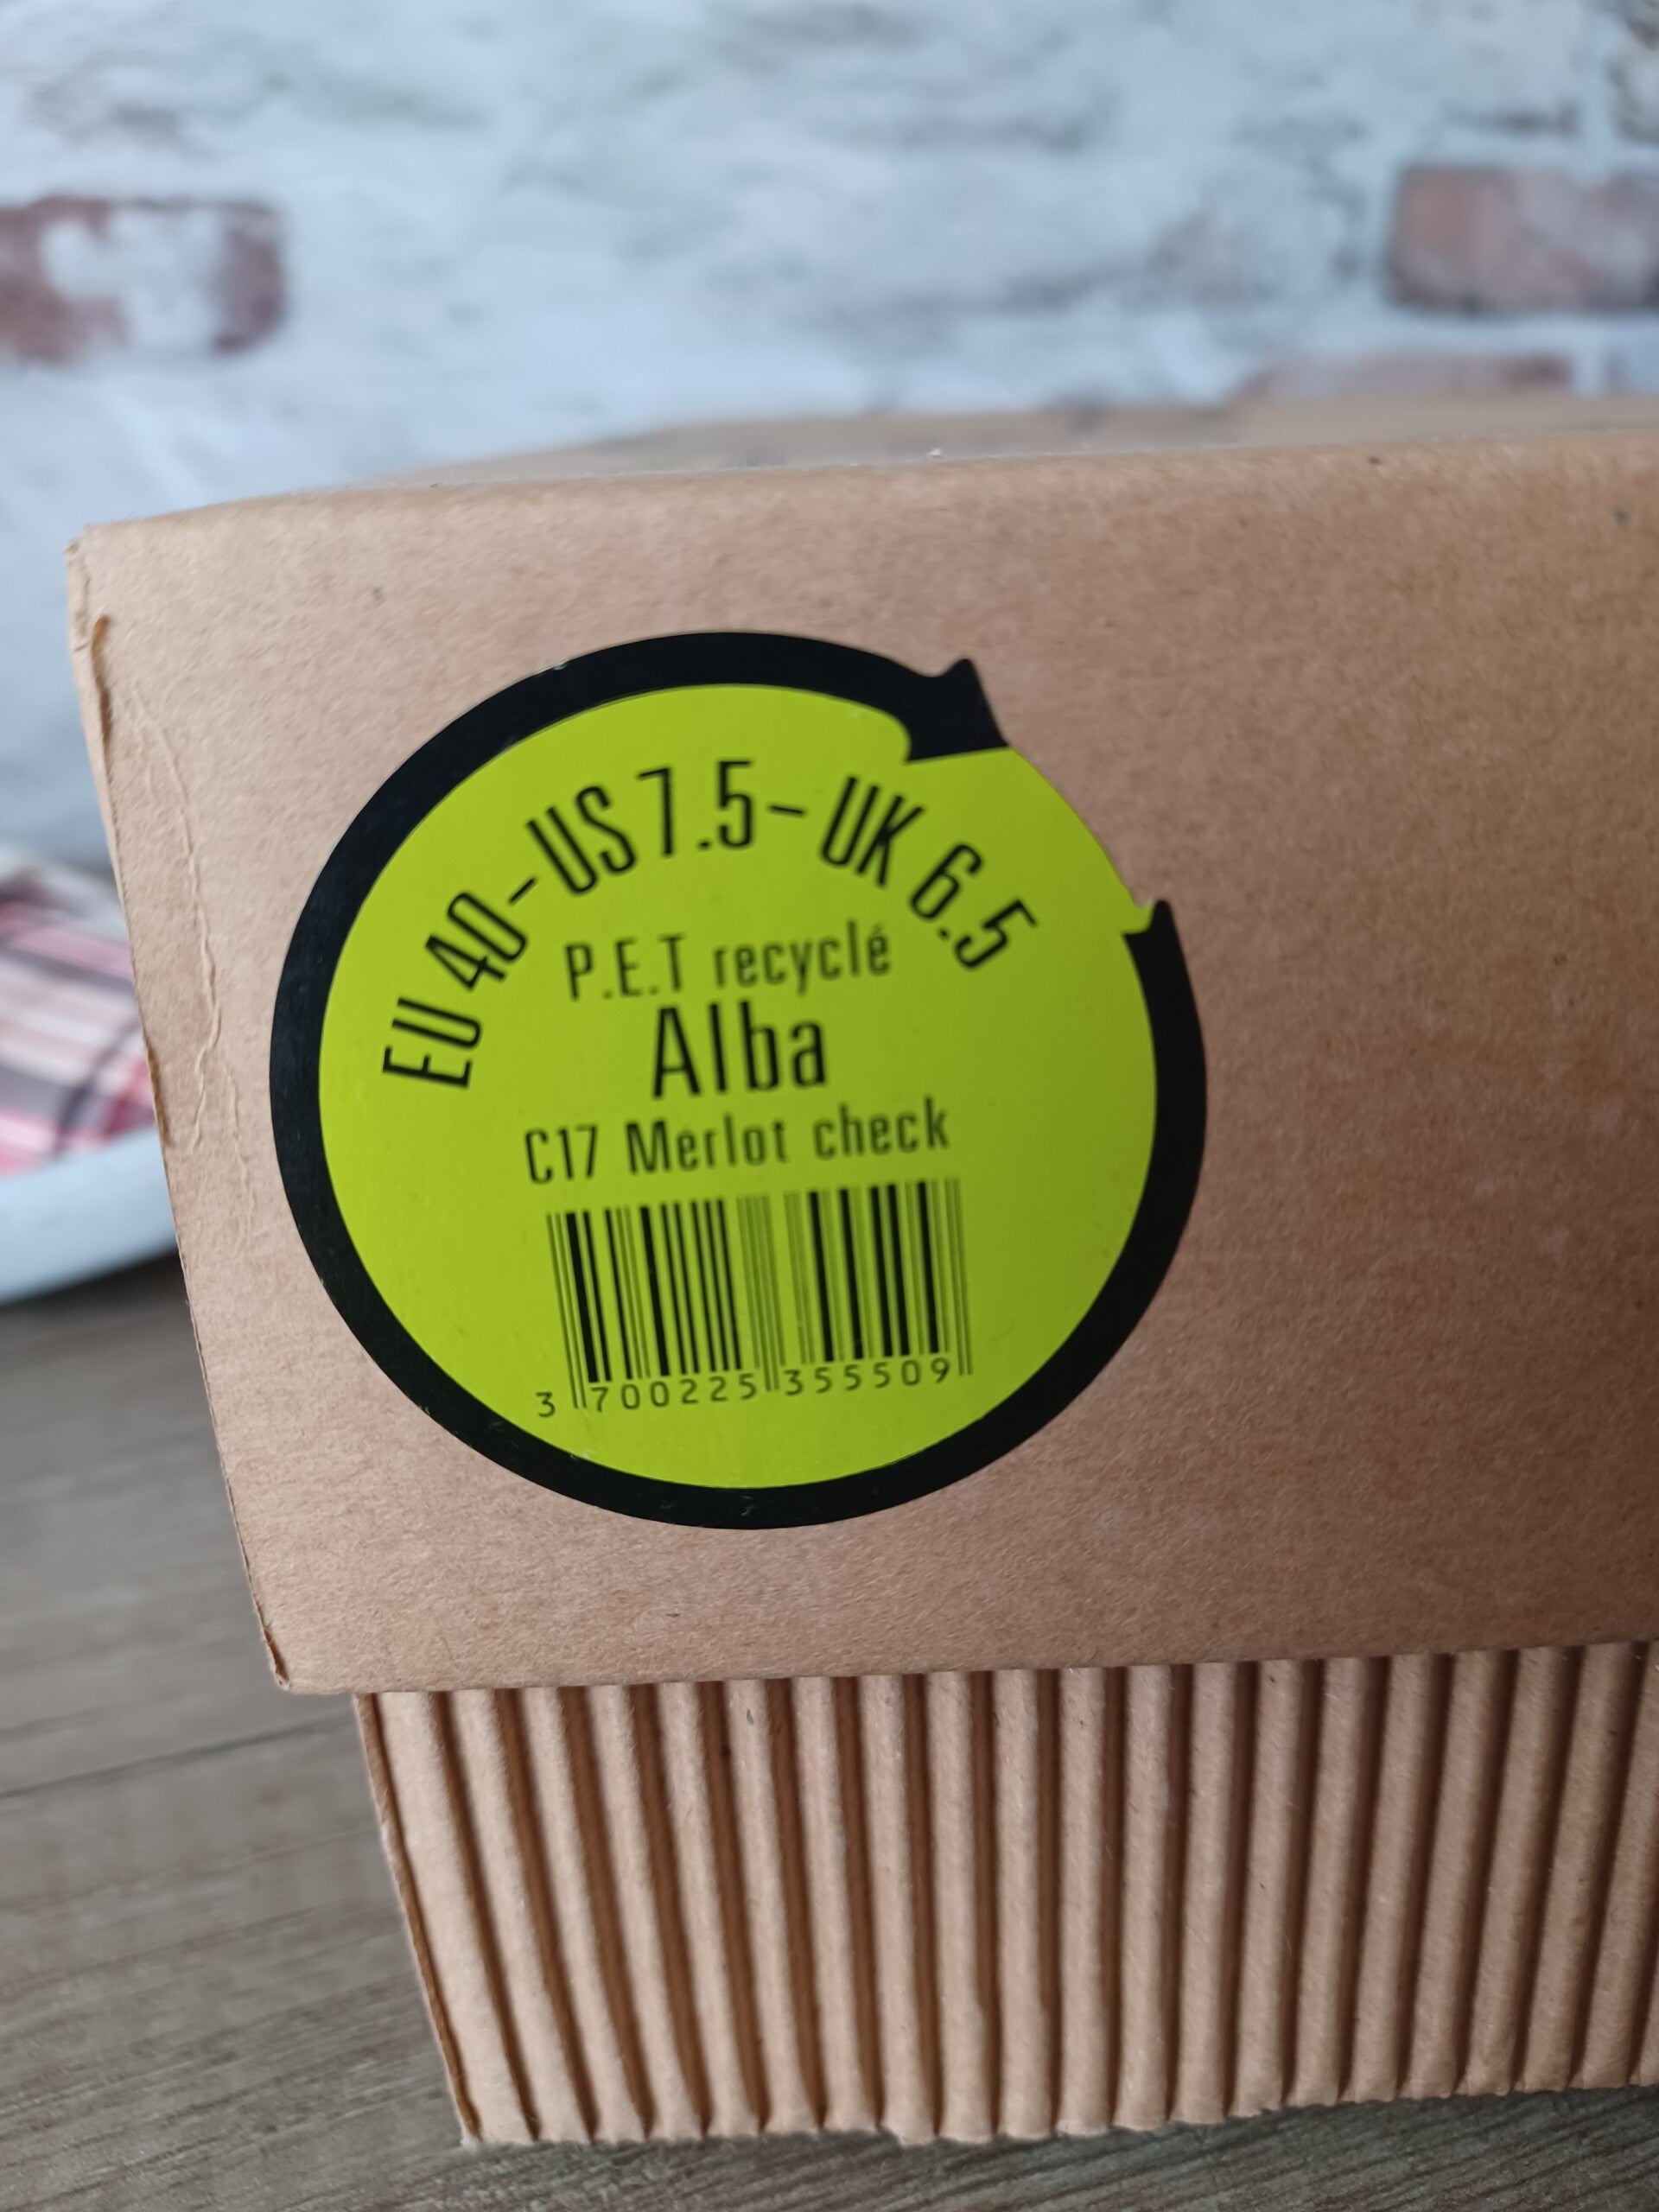 EU 40-US 7.5-UK 6.5
P.E.T recyclé
Alba
C17 Merlot check
3 700225 355509